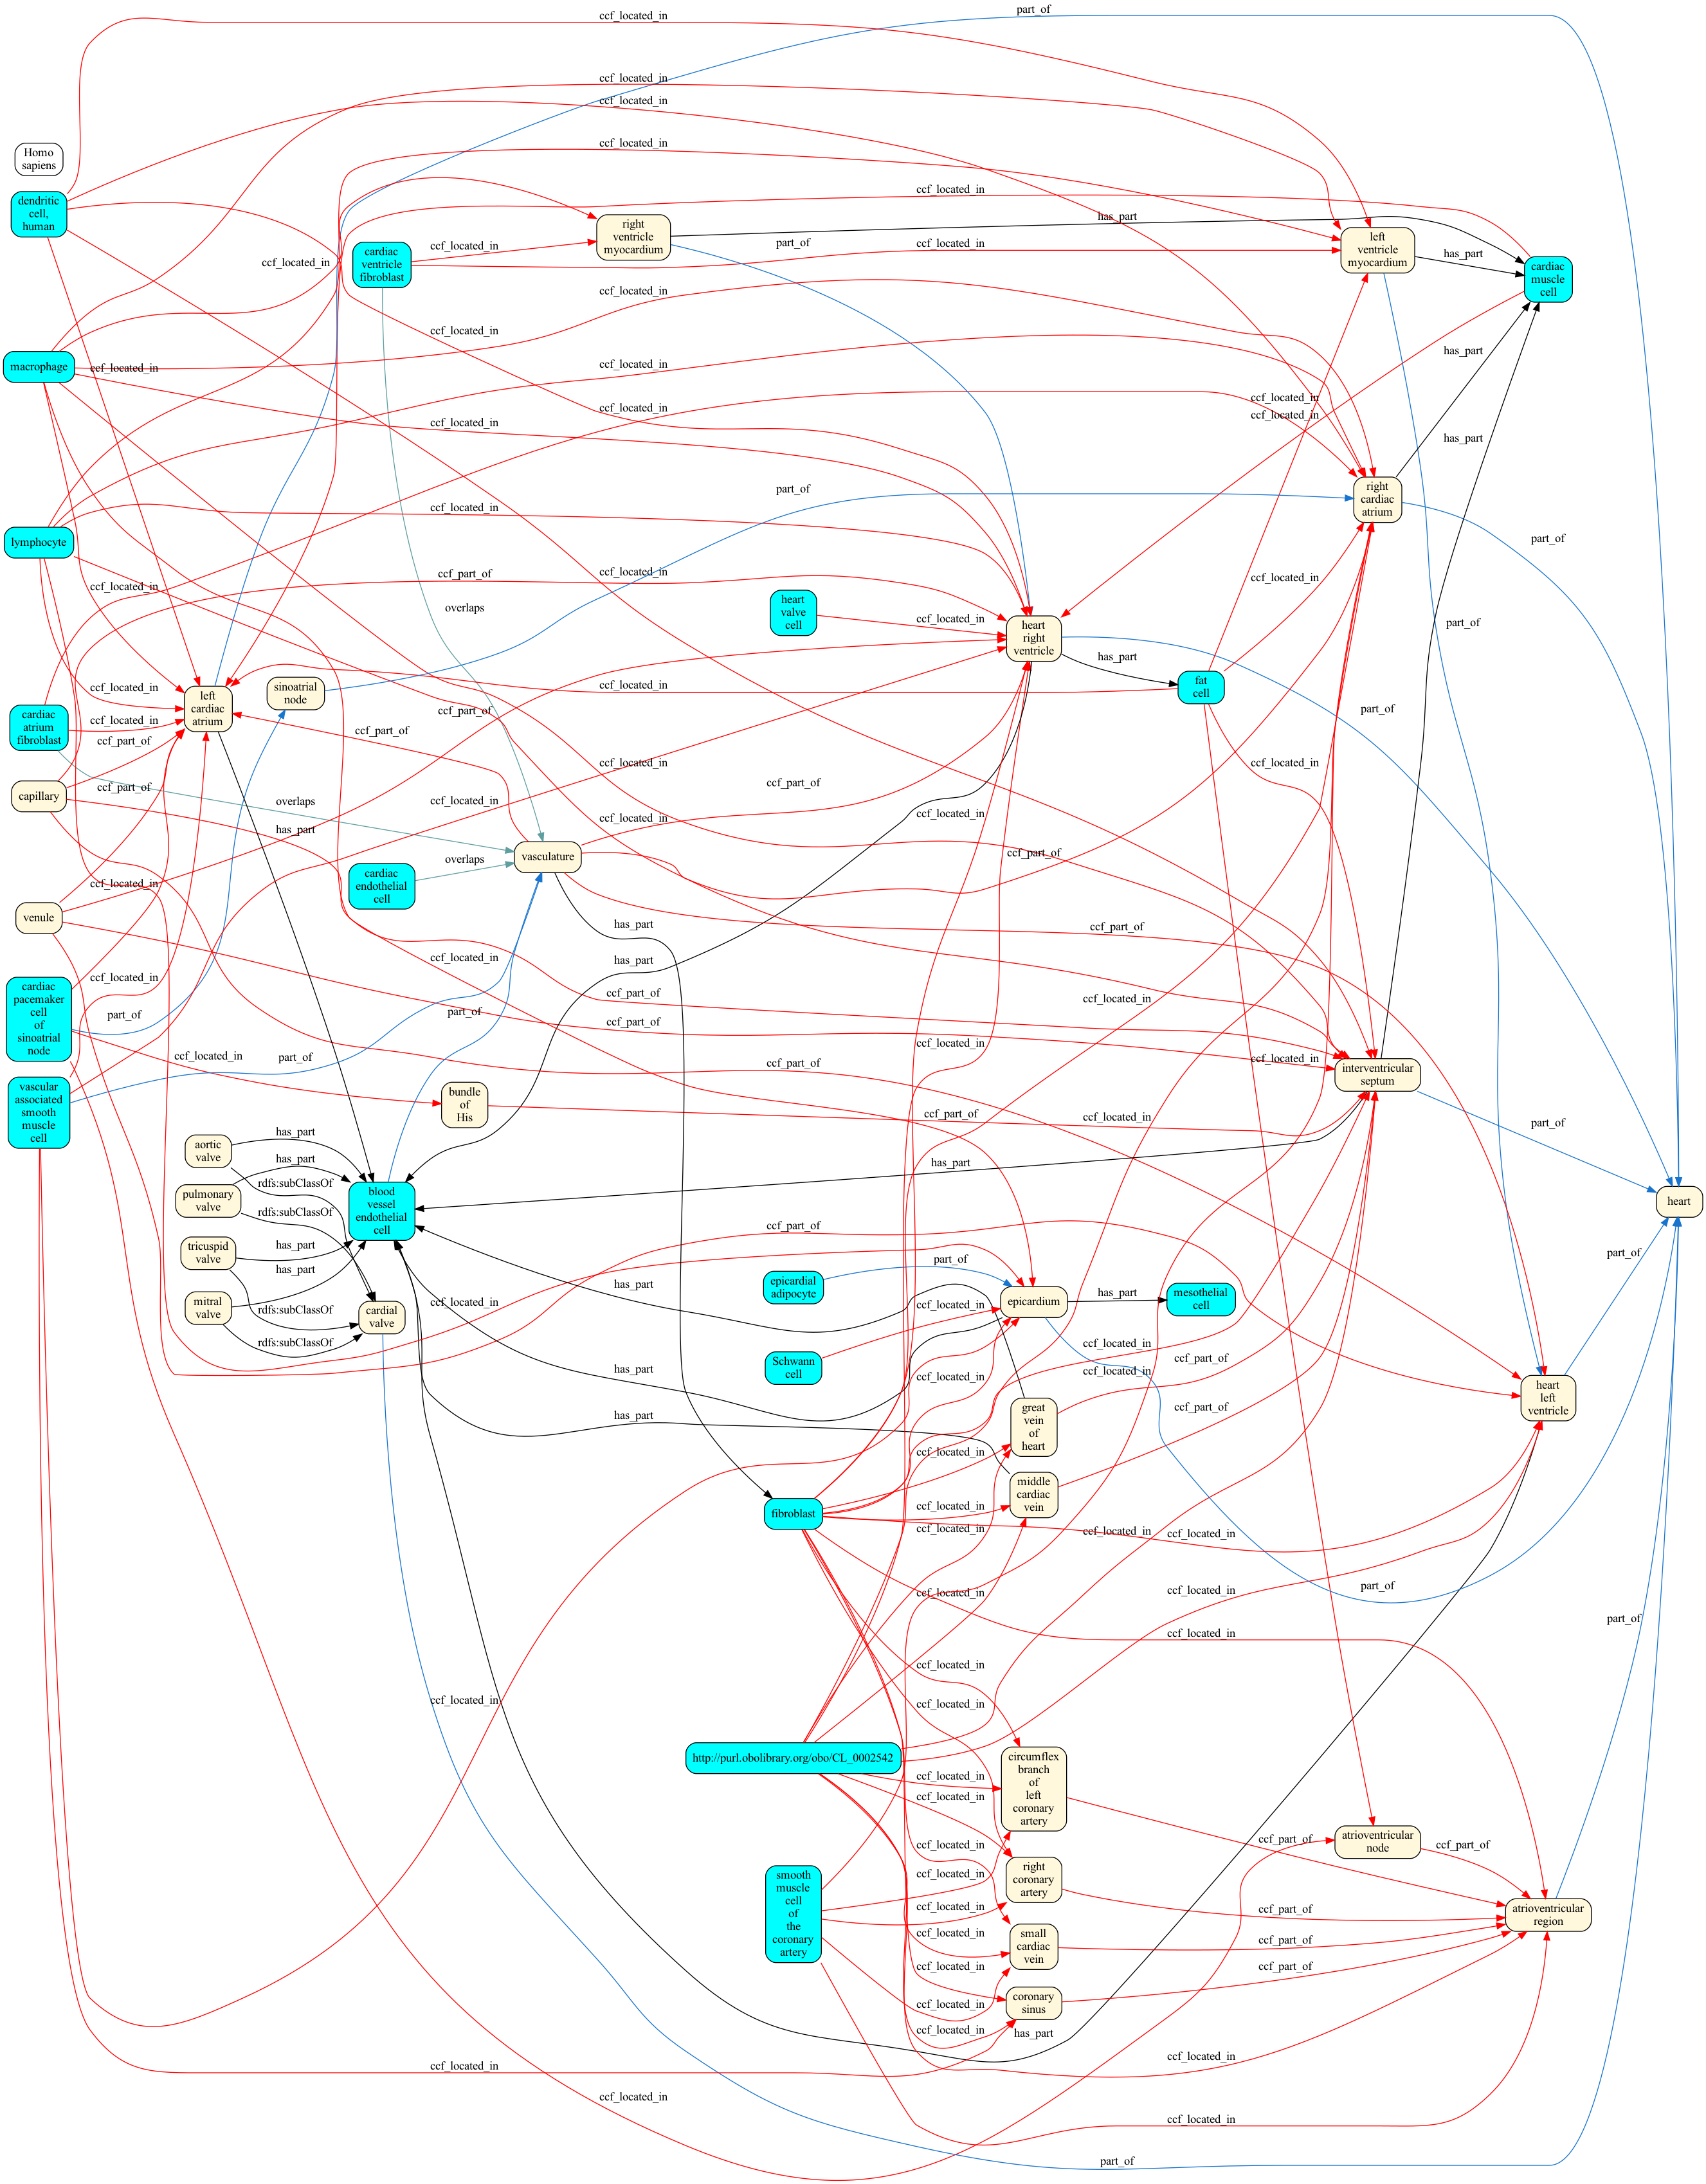 part_of
ccf_located_in
ccf_located_in
ccf_located_in
ccf_located_in
Homo
sapiens
dendritic
cell,
human
ccf_located_in
right
ventricle
myocardium
has_part
part_of
cardiac
ventricle
fibroblast
ccf_located_in
ccf_located_in
ccf_located_in
left
ventricle
myocardium
has_part
cardiac
muscle
cell
ccf_located_in
ccf_located_in
macrophage
ccf_located_in
ccf_located_in
ccf_located_in
ccf_located_in
ccf_located_in
ccf_located_in
ccf_located_in
has_part
has_part
right
cardiac
atrium
part_of
part_of
lymphocyte
ccf_located_in
ccf_located_in
ccf_located_in
ccf_part_of
ccf_located_in
ccf_located_in
overlaps
heart
valve
cell
ccf_located_in
heart
right
ventricle
part_of
has_part
fat
cell
ccf_located_in
sinoatrial
node
left
cardiac
atrium
ccf_located_in
cardiac
atrium
fibroblast
ccf_located_in
ccf_part_of
ccf_part_of
ccf_part_of
part_of
capillary
ccf_part_of
overlaps
ccf_located_in
ccf_located_in
ccf_part_of
ccf_located_in
has_part
ccf_located_in
ccf_located_in
vasculature
overlaps
cardiac
endothelial
cell
ccf_part_of
ccf_located_in
venule
has_part
ccf_part_of
cardiac
pacemaker
cell
of
sinoatrial
node
ccf_located_in
ccf_located_in
has_part
ccf_part_of
ccf_located_in
part_of
part_of
ccf_part_of
ccf_located_in
part_of
ccf_located_in
ccf_part_of
ccf_located_in
interventricular
septum
vascular
associated
smooth
muscle
cell
bundle
of
His
ccf_part_of
ccf_located_in
part_of
aortic
valve
has_part
has_part
has_part
rdfs:subClassOf
pulmonary
valve
rdfs:subClassOf
blood
vessel
endothelial
cell
heart
tricuspid
valve
has_part
has_part
ccf_part_of
part_of
part_of
epicardial
adipocyte
has_part
epicardium
has_part
mesothelial
cell
mitral
valve
rdfs:subClassOf
rdfs:subClassOf
cardial
valve
ccf_located_in
ccf_located_in
ccf_located_in
ccf_part_of
Schwann
cell
has_part
ccf_located_in
ccf_located_in
heart
left
ventricle
great
vein
of
heart
ccf_part_of
has_part
ccf_located_in
middle
cardiac
vein
fibroblast
ccf_located_in
ccf_located_in
ccf_located_in
ccf_located_in
ccf_located_in
ccf_located_in
part_of
part_of
ccf_located_in
ccf_located_in
ccf_located_in
ccf_located_in
http://purl.obolibrary.org/obo/CL_0002542
circumflex
branch
of
left
coronary
artery
ccf_located_in
ccf_located_in
ccf_part_of
atrioventricular
node
ccf_part_of
smooth
muscle
cell
of
the
coronary
artery
ccf_located_in
ccf_located_in
right
coronary
artery
ccf_located_in
ccf_part_of
atrioventricular
region
ccf_located_in
small
cardiac
vein
ccf_part_of
ccf_located_in
ccf_part_of
coronary
sinus
ccf_located_in
ccf_located_in
has_part
ccf_located_in
ccf_located_in
ccf_located_in
ccf_located_in
part_of